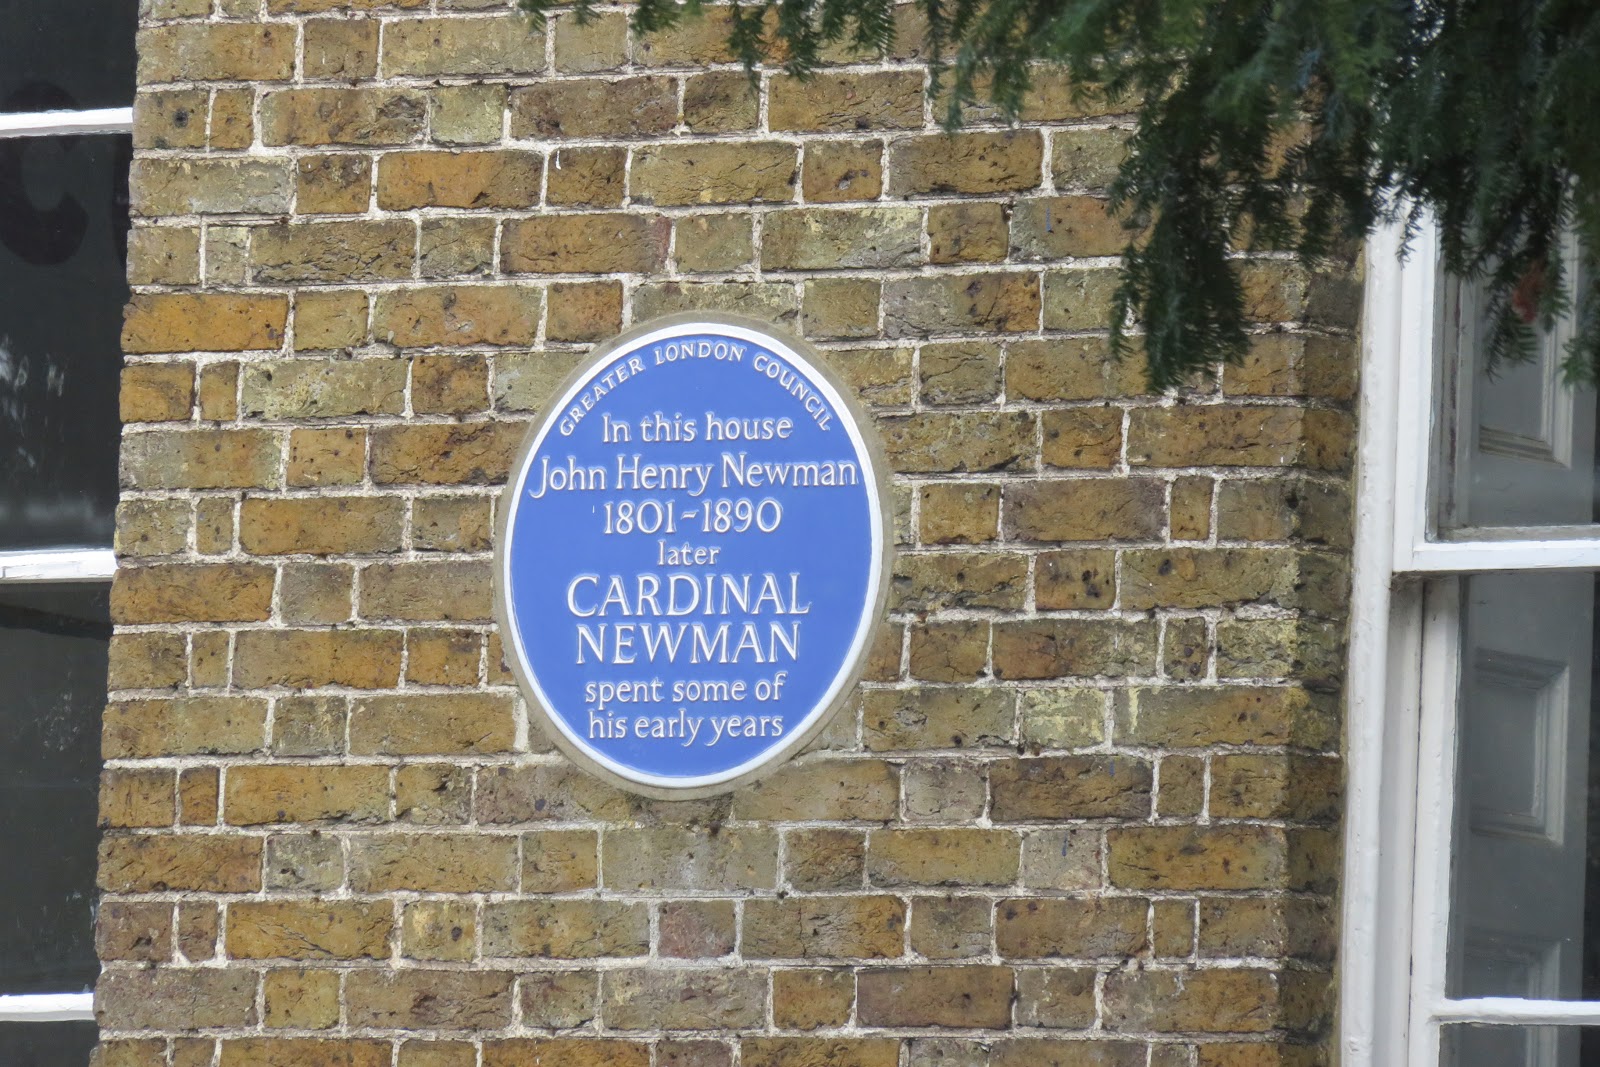 GREATER LONDON COUNCIL
In this house
John Henry Newman
1801-1890
later
CARDINAL
NEWMAN
spent some of
his early years